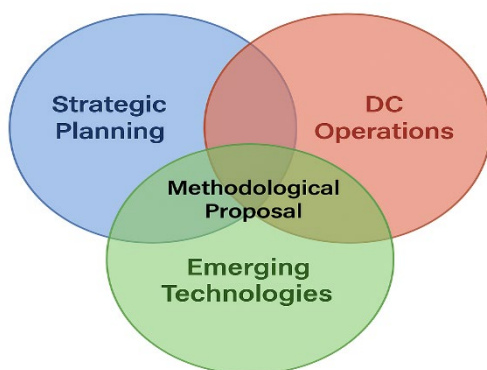 Strategic
Planning
DC
Operations
Methodological
Proposal
Emerging
Technologies